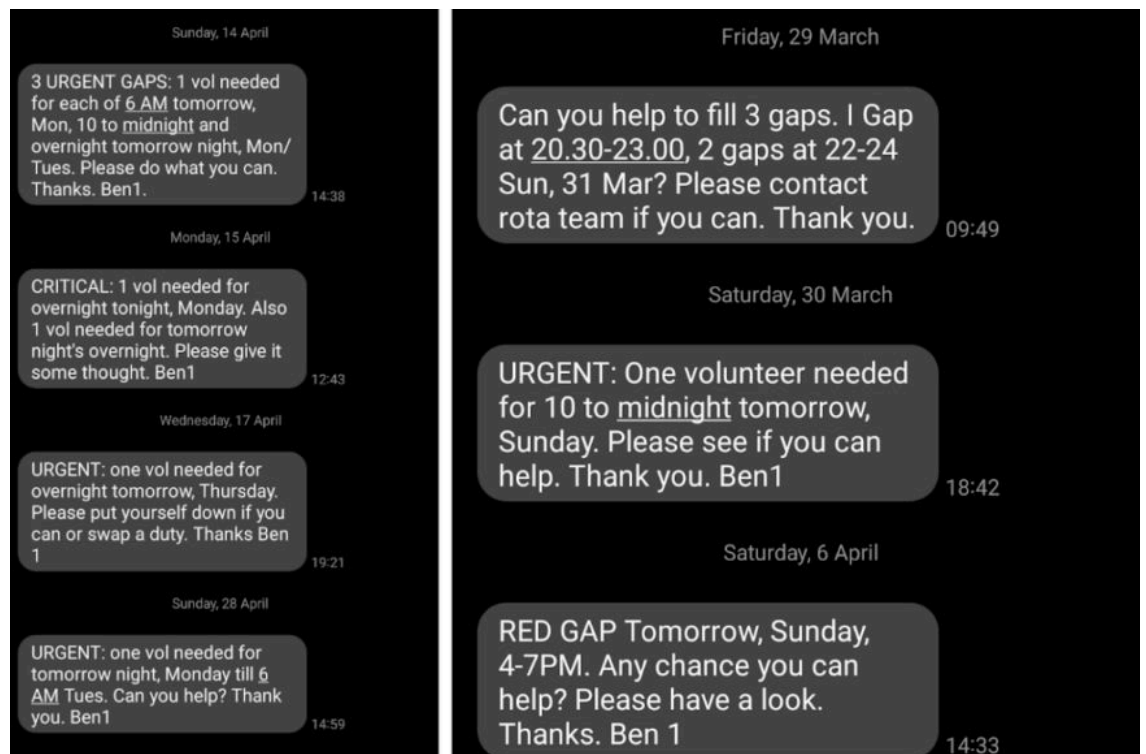 Sunday, 14 April
3 URGENT GAPS: 1 vol needed
for each of 6 AM tomorrow,
Mon, 10 to midnight and
overnight tomorrow night, Mon/
Tues. Please do what you can.
Thanks. Ben1.
14:38
Monday, 15 April
CRITICAL: 1 vol needed for
overnight tonight, Monday. Also
1 vol needed for tomorrow
night's overnight. Please give it
some thought. Ben1
12:43
Wednesday, 17 April
URGENT: one vol needed for
overnight tomorrow, Thursday.
Please put yourself down if you
can or swap a duty. Thanks Ben
1
19:21
Sunday, 28 April
URGENT: one vol needed for
tomorrow night, Monday till 6
AM Tues. Can you help? Thank
you. Ben1
14:59
Friday, 29 March
Can you help to fill 3 gaps. I Gap
at 20.30-23.00, 2 gaps at 22-24
Sun, 31 Mar? Please contact
rota team if you can. Thank you.
09:49
Saturday, 30 March
URGENT: One volunteer needed
for 10 to midnight tomorrow,
Sunday. Please see if you can
help. Thank you. Ben1
18:42
Saturday, 6 April
RED GAP Tomorrow, Sunday,
4-7PM. Any chance you can
help? Please have a look.
Thanks. Ben 1
14:33